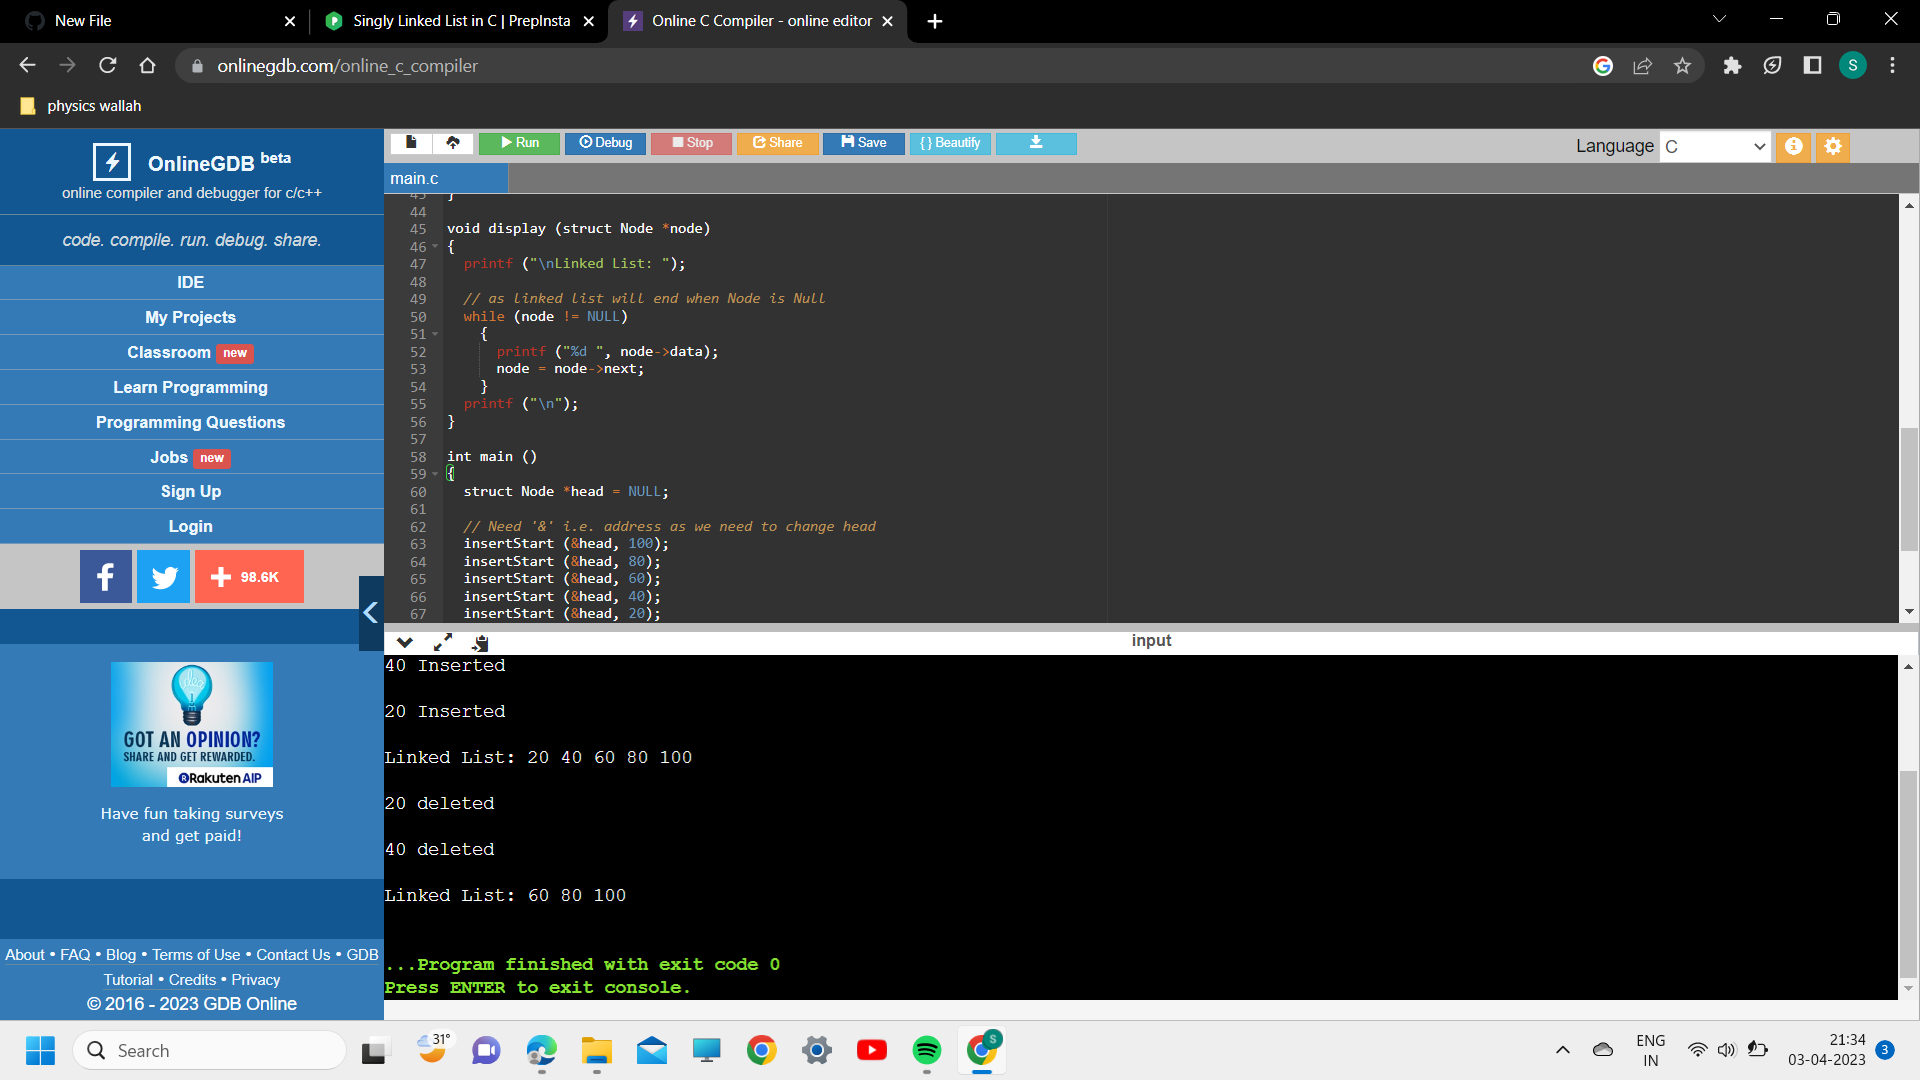 New File
Singly Linked List in C | PrepInsta
Online C Compiler - online editor
onlinegdb.com/online_c_compiler
S
physics wallah
OnlineGDB beta
online compiler and debugger for c/c++
code. compile. run. debug. share.
IDE
My Projects
Classroom new
Learn Programming
Programming Questions
Jobs new
Sign Up
Login
98.6K
GOT AN OPINION?
SHARE AND GET REWARDED.
Rakuten AIP
Have fun taking surveys
and get paid!
About • FAQ • Blog • Terms of Use • Contact Us • GDB
Tutorial • Credits • Privacy
© 2016 - 2023 GDB Online
Run Debug Stop Share Save {} Beautify
Language C
main.c
43 }
44
45 void display (struct Node *node)
46 {
47 printf ("\nLinked List: ");
48
49 // as linked list will end when Node is Null
50 while (node != NULL)
51 {
52 printf ("%d ", node->data);
53 node = node->next;
54 }
55 printf ("\n");
56 }
57
58 int main ()
59 {
60 struct Node *head = NULL;
61
62 // Need '&' i.e. address as we need to change head
63 insertStart (&head, 100);
64 insertStart (&head, 80);
65 insertStart (&head, 60);
66 insertStart (&head, 40);
67 insertStart (&head, 20);
input
40 Inserted
20 Inserted
Linked List: 20 40 60 80 100
20 deleted
40 deleted
Linked List: 60 80 100
...Program finished with exit code 0
Press ENTER to exit console.
Search
31°
S
ENG
IN
21:34
03-04-2023
3